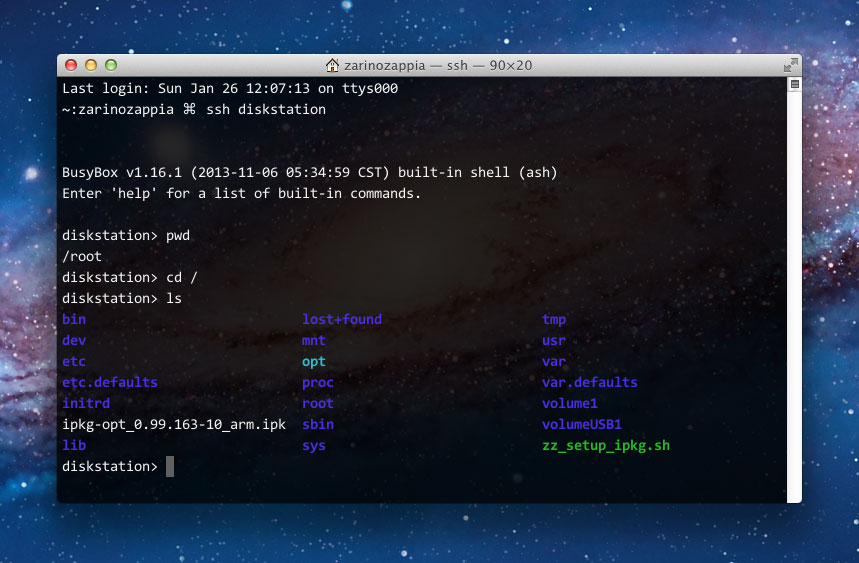 zarinozappia — ssh — 90×20
Last login: Sun Jan 26 12:07:13 on ttys000
~:zarinozappia ⌘ ssh diskstation
BusyBox v1.16.1 (2013-11-06 05:34:59 CST) built-in shell (ash)
Enter 'help' for a list of built-in commands.
diskstation> pwd
/root
diskstation> cd /
diskstation> ls
bin lost+found tmp
dev mnt usr
etc opt var
etc.defaults proc var.defaults
initrd root volume1
ipkg-opt_0.99.163-10_arm.ipk sbin volumeUSB1
lib sys zz_setup_ipkg.sh
diskstation>